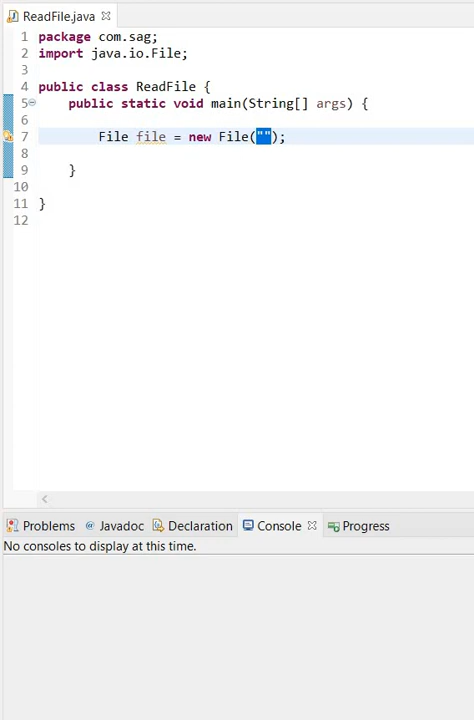 ReadFile.java
1 package com.sag;
2 import java.io.File;
3
4 public class ReadFile {
5 public static void main(String[] args) {
6
7 File file = new File("");
8
9 }
10
11 }
12
Problems @ Javadoc Declaration Console Progress
No consoles to display at this time.